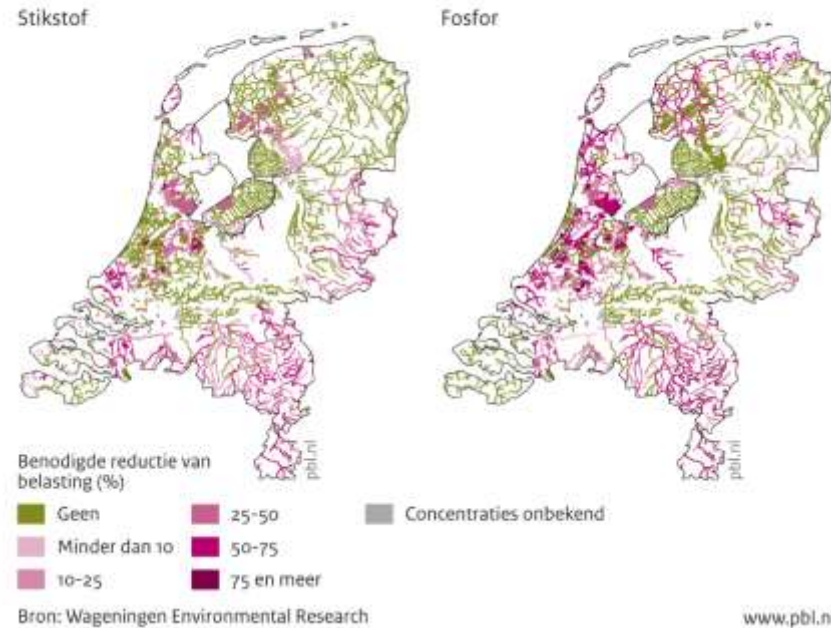 Stikstof
Fosfor
pbl.nl
pbl.nl
Benodigde reductie van
belasting (%)
Geen
Minder dan 10
10-25
25-50
50-75
75 en meer
Concentraties onbekend
Bron: Wageningen Environmental Research
www.pbl.n